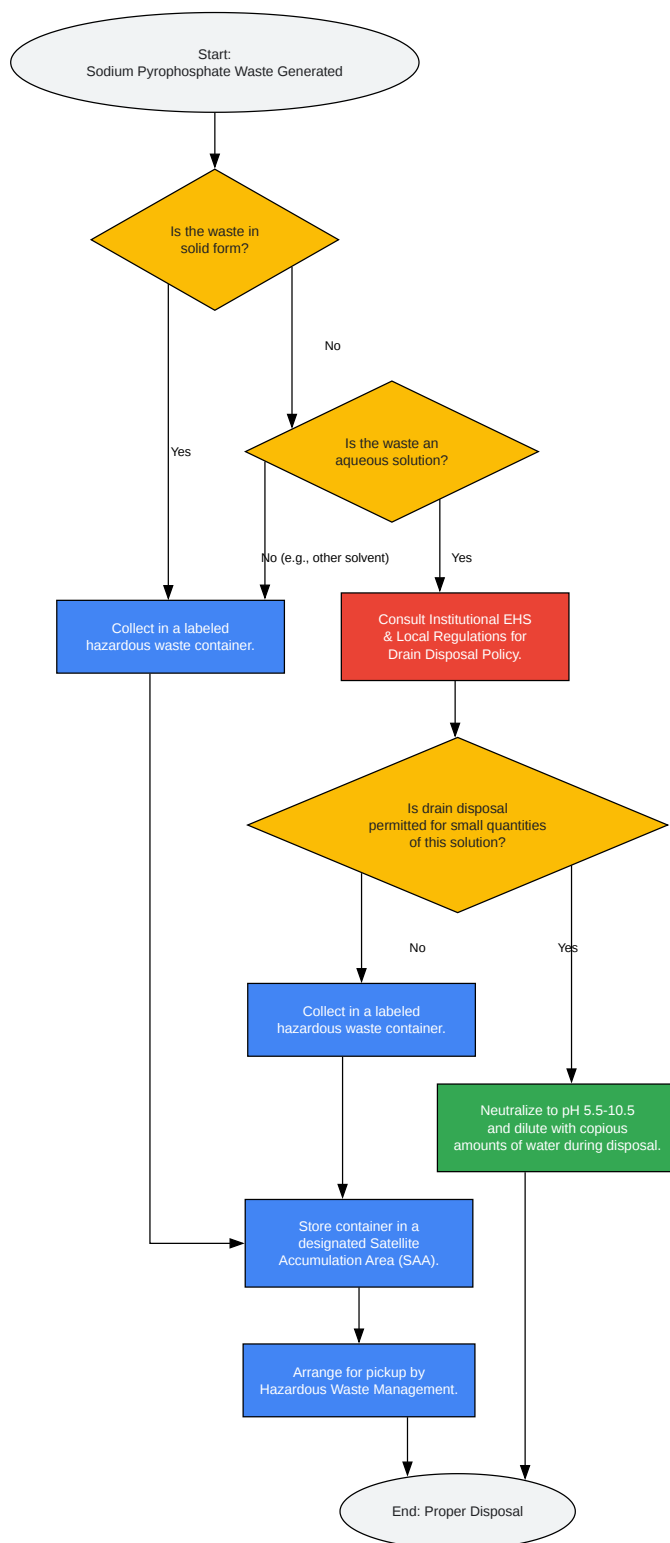 Start:
Sodium Pyrophosphate Waste Generated
Is the waste in
solid form?
No
Is the waste an
aqueous solution?
Yes
No (e.g., other solvent)
Yes
Collect in a labeled
hazardous waste container.
Consult Institutional EHS
& Local Regulations for
Drain Disposal Policy.
Is drain disposal
permitted for small quantities
of this solution?
No
Yes
Collect in a labeled
hazardous waste container.
Neutralize to pH 5.5-10.5
and dilute with copious
amounts of water during disposal.
Store container in a
designated Satellite
Accumulation Area (SAA).
Arrange for pickup by
Hazardous Waste Management.
End: Proper Disposal